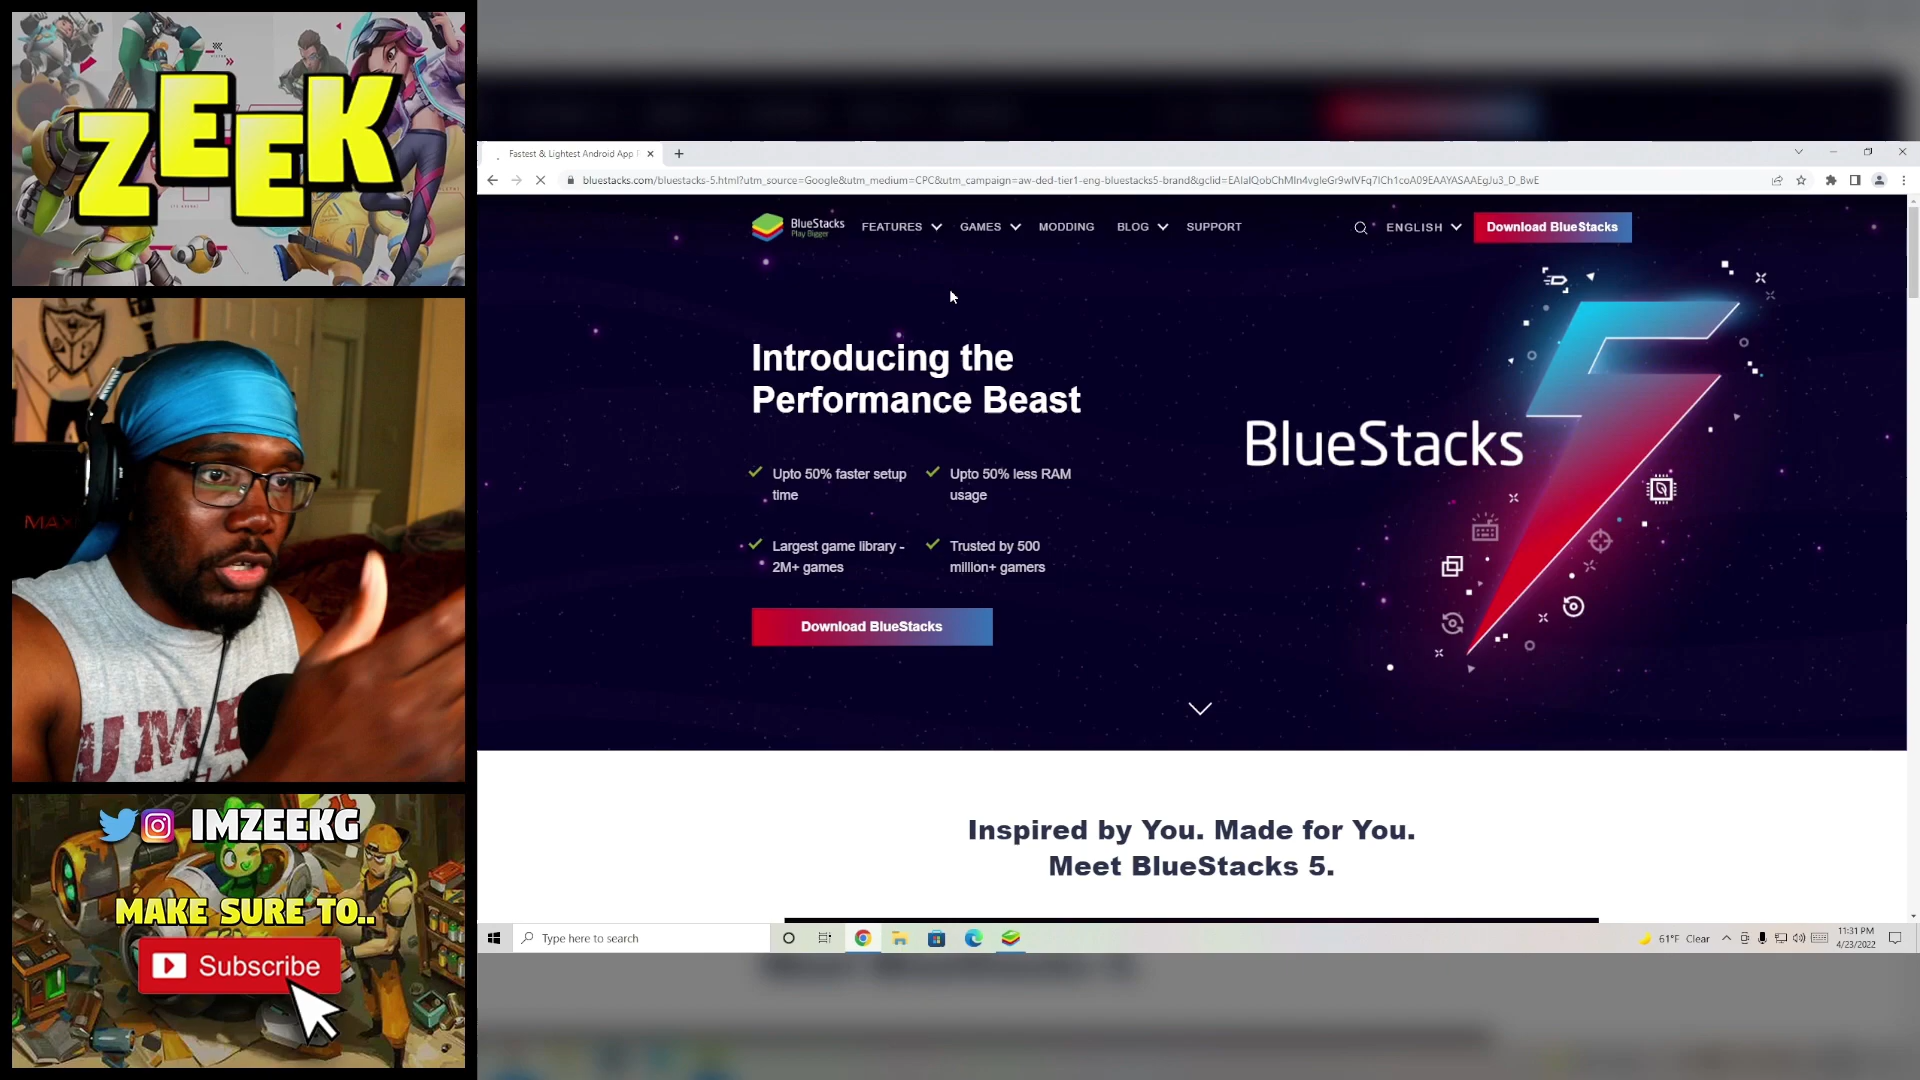 ZEEK
MAX
UME
IMZEEKG
MAKE SURE TO..
Subscribe
Fastest & Lightest Android App
bluestacks.com/bluestacks-5.html?utm_source=Google&utm_medium=CPC&utm_campaign=aw-ded-tier1-eng-bluestacks5-brand&gclid=EAIaIQobChMIn4vgleGr9wIVFq7ICh1coA09EAAYASAAEgJu3_D_BwE
BlueStacks
Play Bigger
FEATURES GAMES MODDING BLOG SUPPORT
ENGLISH
Download BlueStacks
Introducing the
Performance Beast
Upto 50% faster setup
time
Upto 50% less RAM
usage
Largest game library -
2M+ games
Trusted by 500
million+ gamers
Download BlueStacks
BlueStacks 5
Inspired by You. Made for You.
Meet BlueStacks 5.
Type here to search
61°F Clear
11:31 PM
4/23/2022